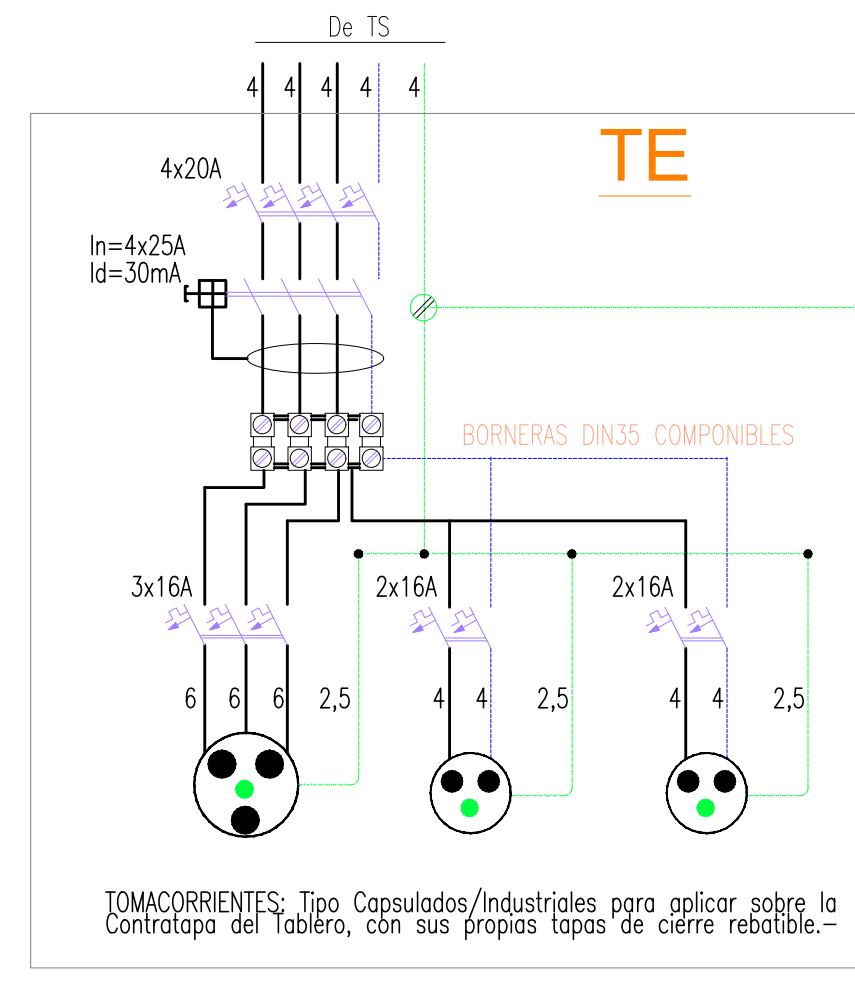 De TS
4 4 4 4 4
TE
4x20A
In=4x25A
Id=30mA
BORNERAS DIN35 COMPONIBLES
3x16A 2x16A 2x16A
6 6 6 2,5 4 4 2,5 4 4 2,5
TOMACORRIENTES: Tipo Capsulados/Industriales para aplicar sobre la
Contratapa del Tablero, con sus propias tapas de cierre rebatible.–